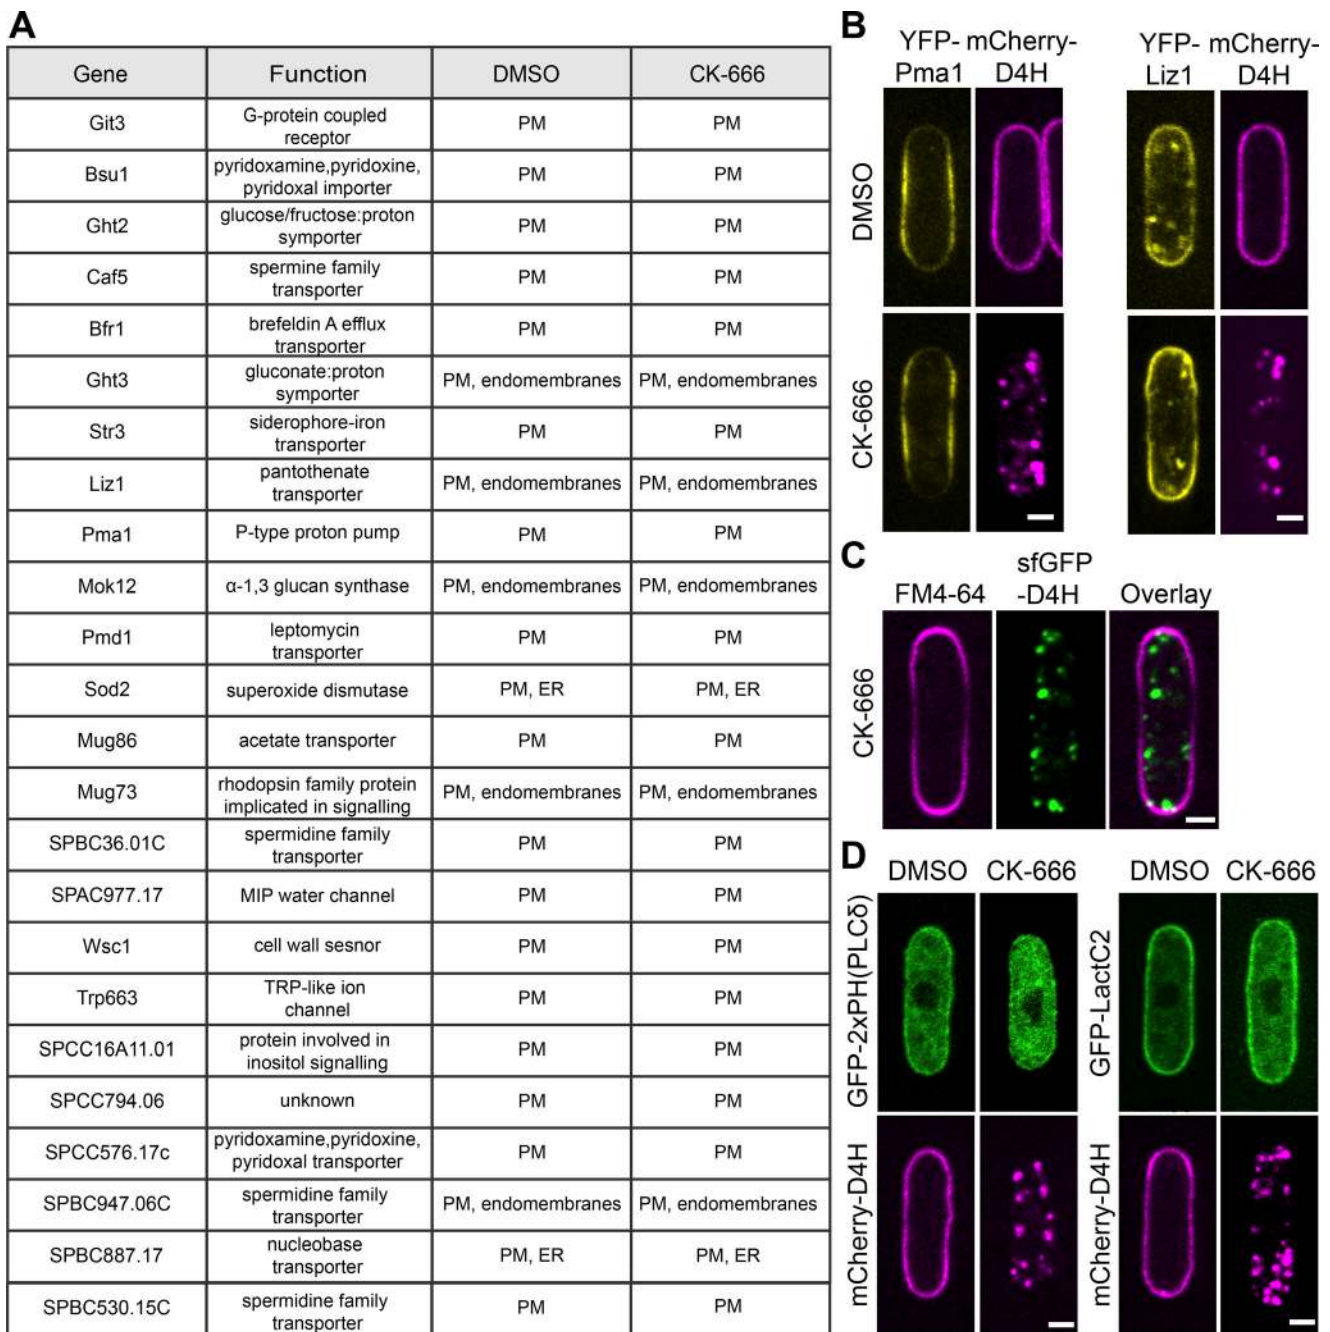 A
Gene Function DMSO CK-666
Git3 G-protein coupled receptor PM PM
Bsu1 pyridoxamine,pyridoxine, pyridoxal importer PM PM
Ght2 glucose/fructose:proton symporter PM PM
Caf5 spermine family transporter PM PM
Bfr1 brefeldin A efflux transporter PM PM
Ght3 gluconate:proton symporter PM, endomembranes PM, endomembranes
Str3 siderophore-iron transporter PM PM
Liz1 pantothenate transporter PM, endomembranes PM, endomembranes
Pma1 P-type proton pump PM PM
Mok12 α-1,3 glucan synthase PM, endomembranes PM, endomembranes
Pmd1 leptomycin transporter PM PM
Sod2 superoxide dismutase PM, ER PM, ER
Mug86 acetate transporter PM PM
Mug73 rhodopsin family protein implicated in signalling PM, endomembranes PM, endomembranes
SPBC36.01C spermidine family transporter PM PM
SPAC977.17 MIP water channel PM PM
Wsc1 cell wall sesnor PM PM
Trp663 TRP-like ion channel PM PM
SPCC16A11.01 protein involved in inositol signalling PM PM
SPCC794.06 unknown PM PM
SPCC576.17c pyridoxamine,pyridoxine, pyridoxal transporter PM PM
SPBC947.06C spermidine family transporter PM, endomembranes PM, endomembranes
SPBC887.17 nucleobase transporter PM, ER PM, ER
SPBC530.15C spermidine family transporter PM PM
B
YFP-Pma1 mCherry-D4H YFP-Liz1 mCherry-D4H
DMSO
CK-666
C
FM4-64 sfGFP-D4H Overlay
CK-666
D
DMSO CK-666 DMSO CK-666
GFP-2xPH(PLCδ) GFP-LactC2
mCherry-D4H mCherry-D4H